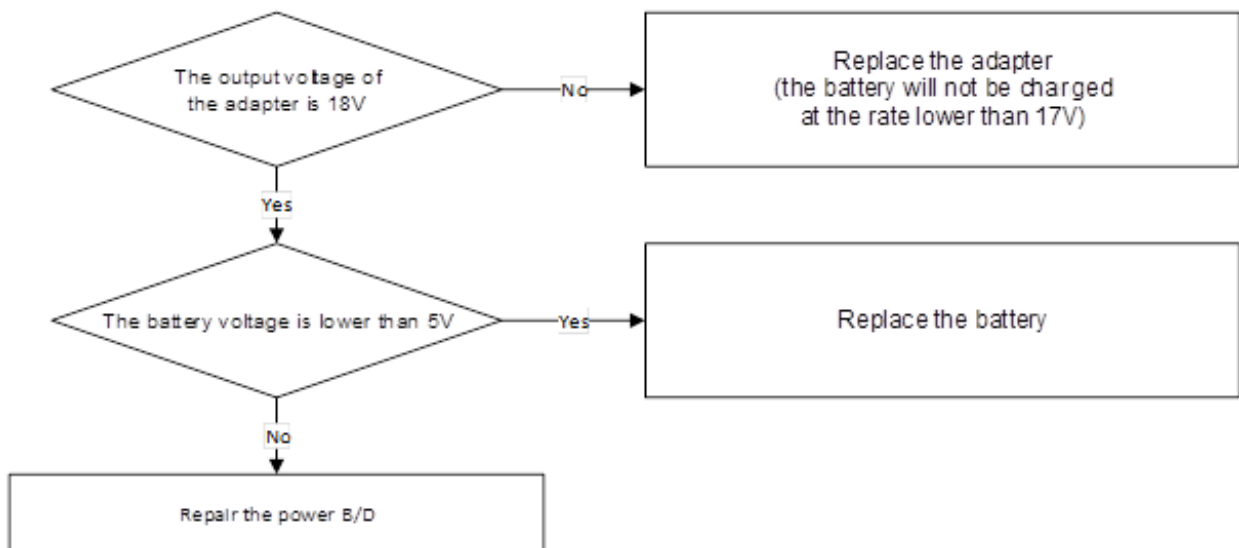 The output voltage of
the adapter is 18V
No
Replace the adapter
(the battery will not be charged
at the rate lower than 17V)
Yes
The battery voltage is lower than 5V
Yes
Replace the battery
No
Repair the power B/D